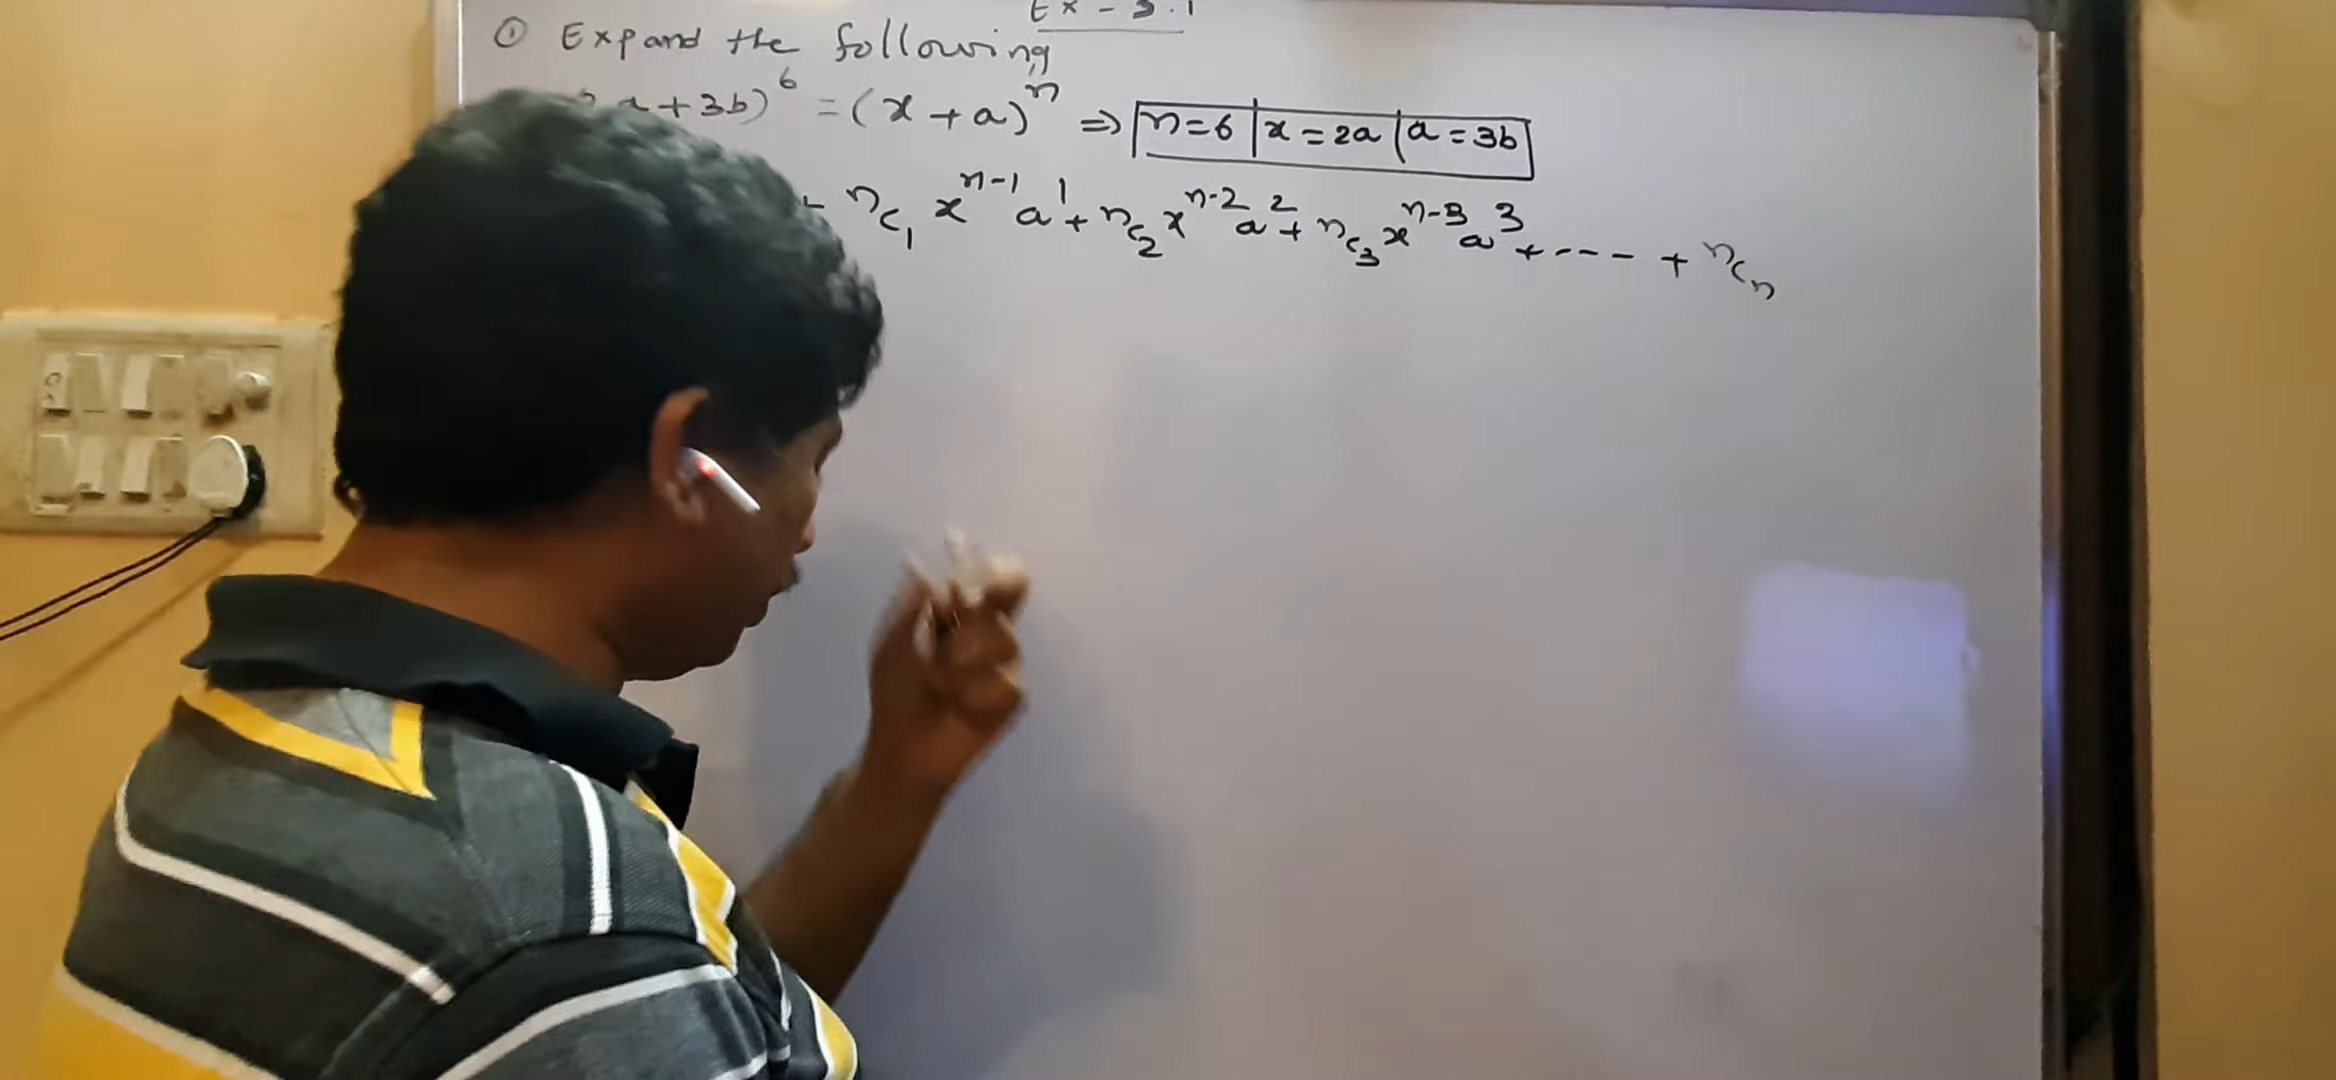 Ex - 3.1
① Expand the following
a + 3b)⁶ = (x + a)ⁿ ⇒ n = 6 | x = 2a | a = 3b
ⁿC₁ xⁿ⁻¹ a¹ + ⁿC₂ xⁿ⁻² a² + ⁿC₃ xⁿ⁻³ a³ + ---- + ⁿCₙ